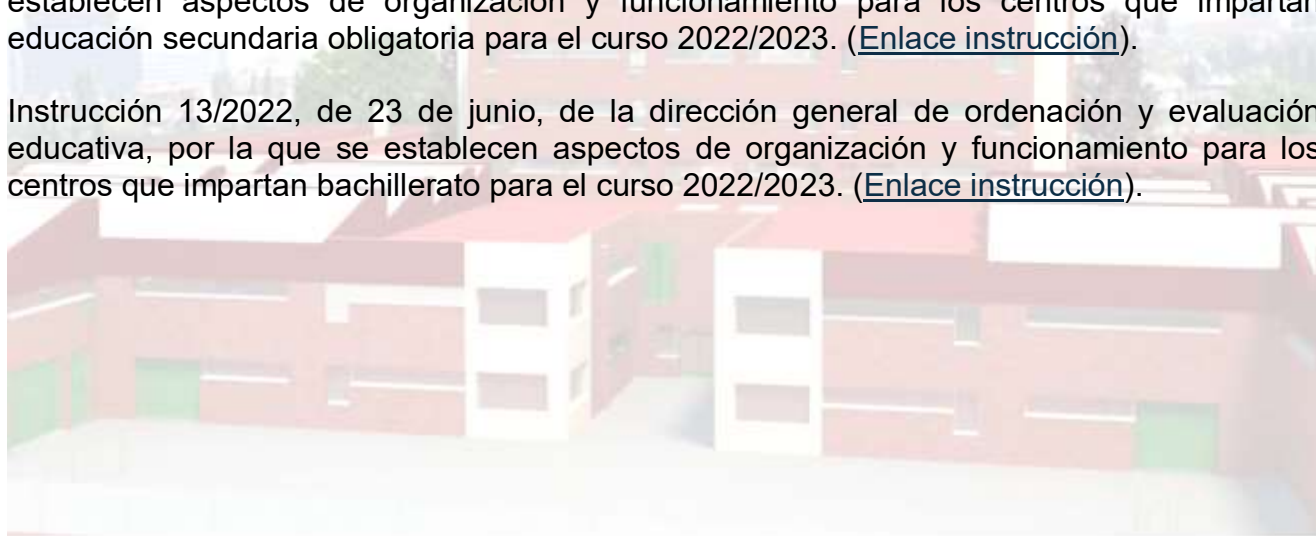 establecen aspectos de organización y funcionamiento para los centros que impartan
educación secundaria obligatoria para el curso 2022/2023. (Enlace instrucción).
Instrucción 13/2022, de 23 de junio, de la dirección general de ordenación y evaluación
educativa, por la que se establecen aspectos de organización y funcionamiento para los
centros que impartan bachillerato para el curso 2022/2023. (Enlace instrucción).